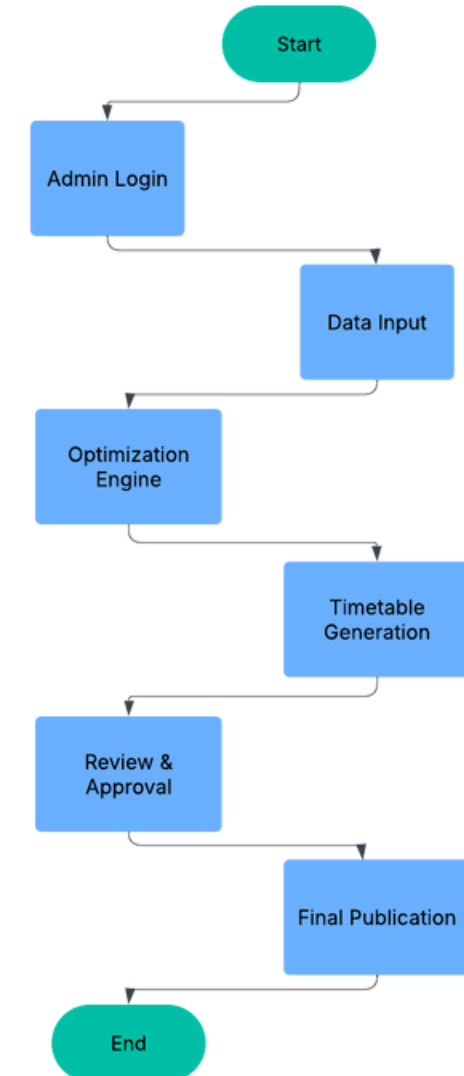 Start
Admin Login
Data Input
Optimization
Engine
Timetable
Generation
Review &
Approval
Final Publication
End